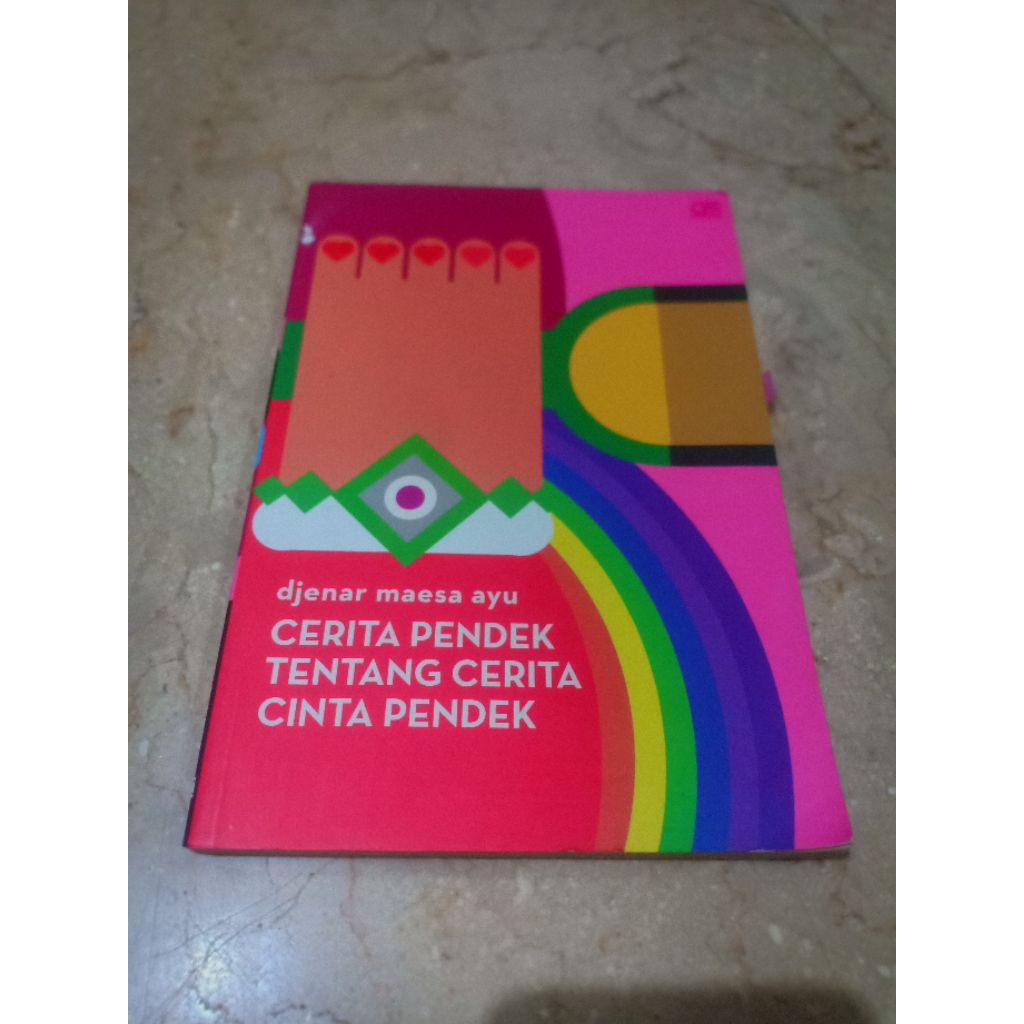 djenar maesa ayu
CERITA PENDEK
TENTANG CERITA
CINTA PENDEK